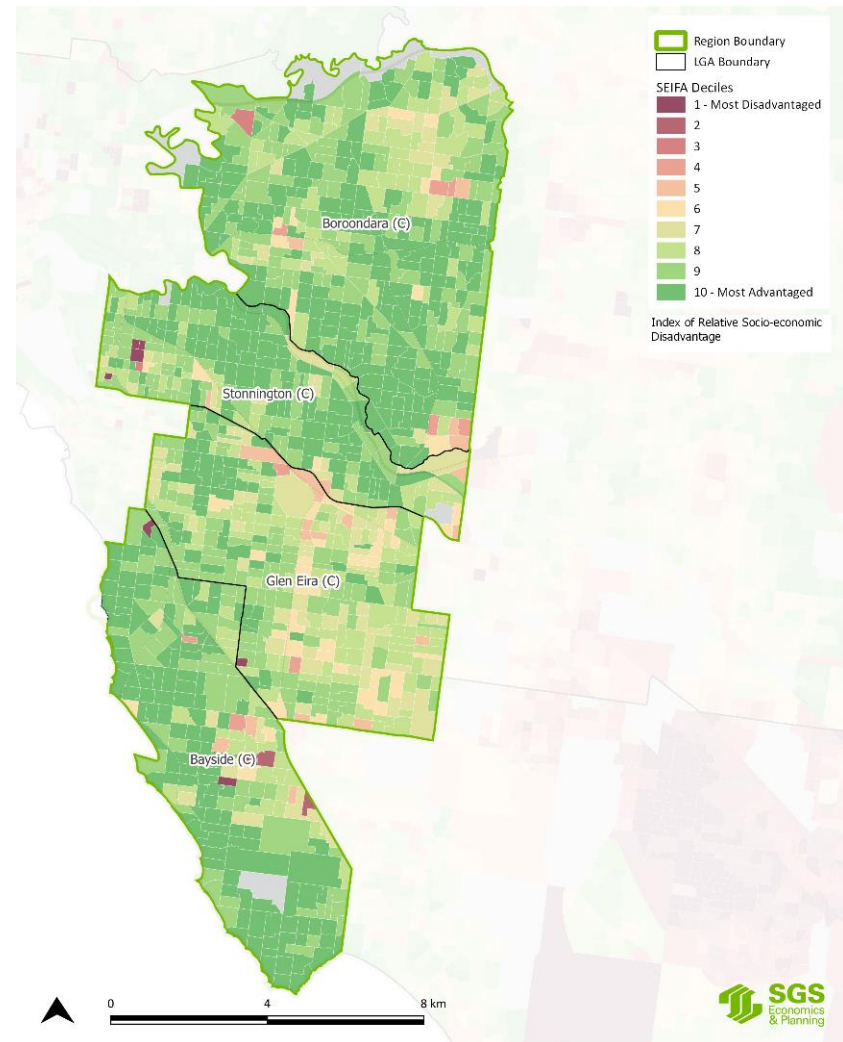 Region Boundary
LGA Boundary
SEIFA Deciles
1 - Most Disadvantaged
2
3
4
5
6
7
8
9
10 - Most Advantaged
Index of Relative Socio-economic
Disadvantage
Boroondara (C)
Stonnington (C)
Glen Eira (C)
Bayside (C)
0
4
8 km
SGS
Economics
& Planning